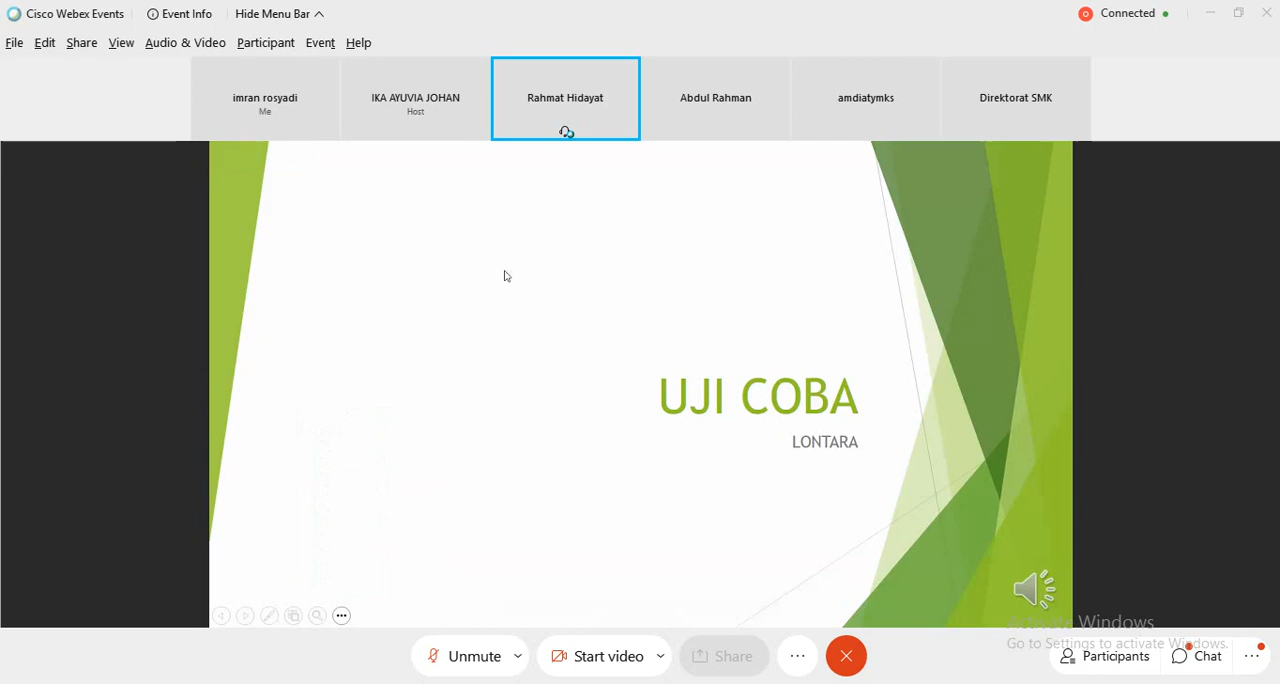 Cisco Webex Events Event Info Hide Menu Bar Connected
File Edit Share View Audio & Video Participant Event Help
imran rosyadi
Me
IKA AYUVIA JOHAN
Host
Rahmat Hidayat
Abdul Rahman
amdiatymks
Direktorat SMK
UJI COBA
LONTARA
Activate Windows
Go to Settings to activate Windows.
Unmute Start video Share Participants Chat